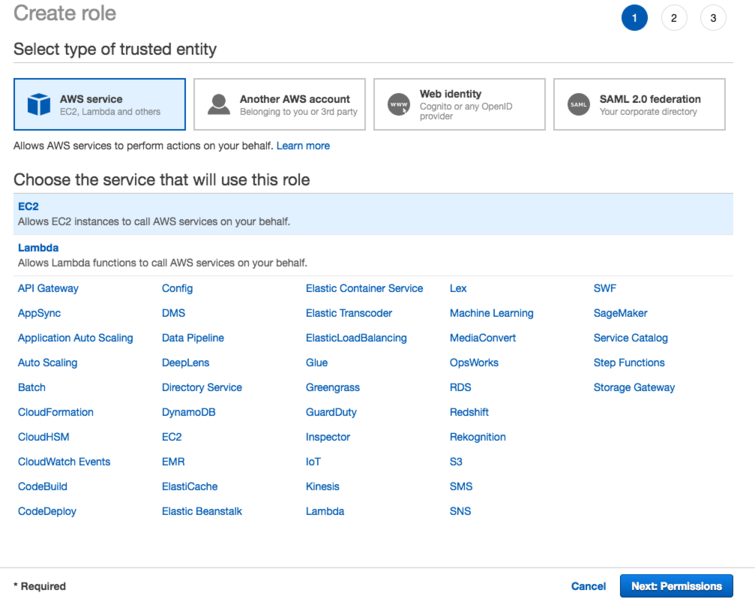 Create role
1
2
3
Select type of trusted entity
AWS service
EC2, Lambda and others
Another AWS account
Belonging to you or 3rd party
www
Web identity
Cognito or any OpenID
provider
SAML
SAML 2.0 federation
Your corporate directory
Allows AWS services to perform actions on your behalf. Learn more
Choose the service that will use this role
EC2
Allows EC2 instances to call AWS services on your behalf.
Lambda
Allows Lambda functions to call AWS services on your behalf.
API Gateway Config Elastic Container Service Lex SWF
AppSync DMS Elastic Transcoder Machine Learning SageMaker
Application Auto Scaling Data Pipeline ElasticLoadBalancing MediaConvert Service Catalog
Auto Scaling DeepLens Glue OpsWorks Step Functions
Batch Directory Service Greengrass RDS Storage Gateway
CloudFormation DynamoDB GuardDuty Redshift
CloudHSM EC2 Inspector Rekognition
CloudWatch Events EMR IoT S3
CodeBuild ElastiCache Kinesis SMS
CodeDeploy Elastic Beanstalk Lambda SNS
* Required
Cancel
Next: Permissions